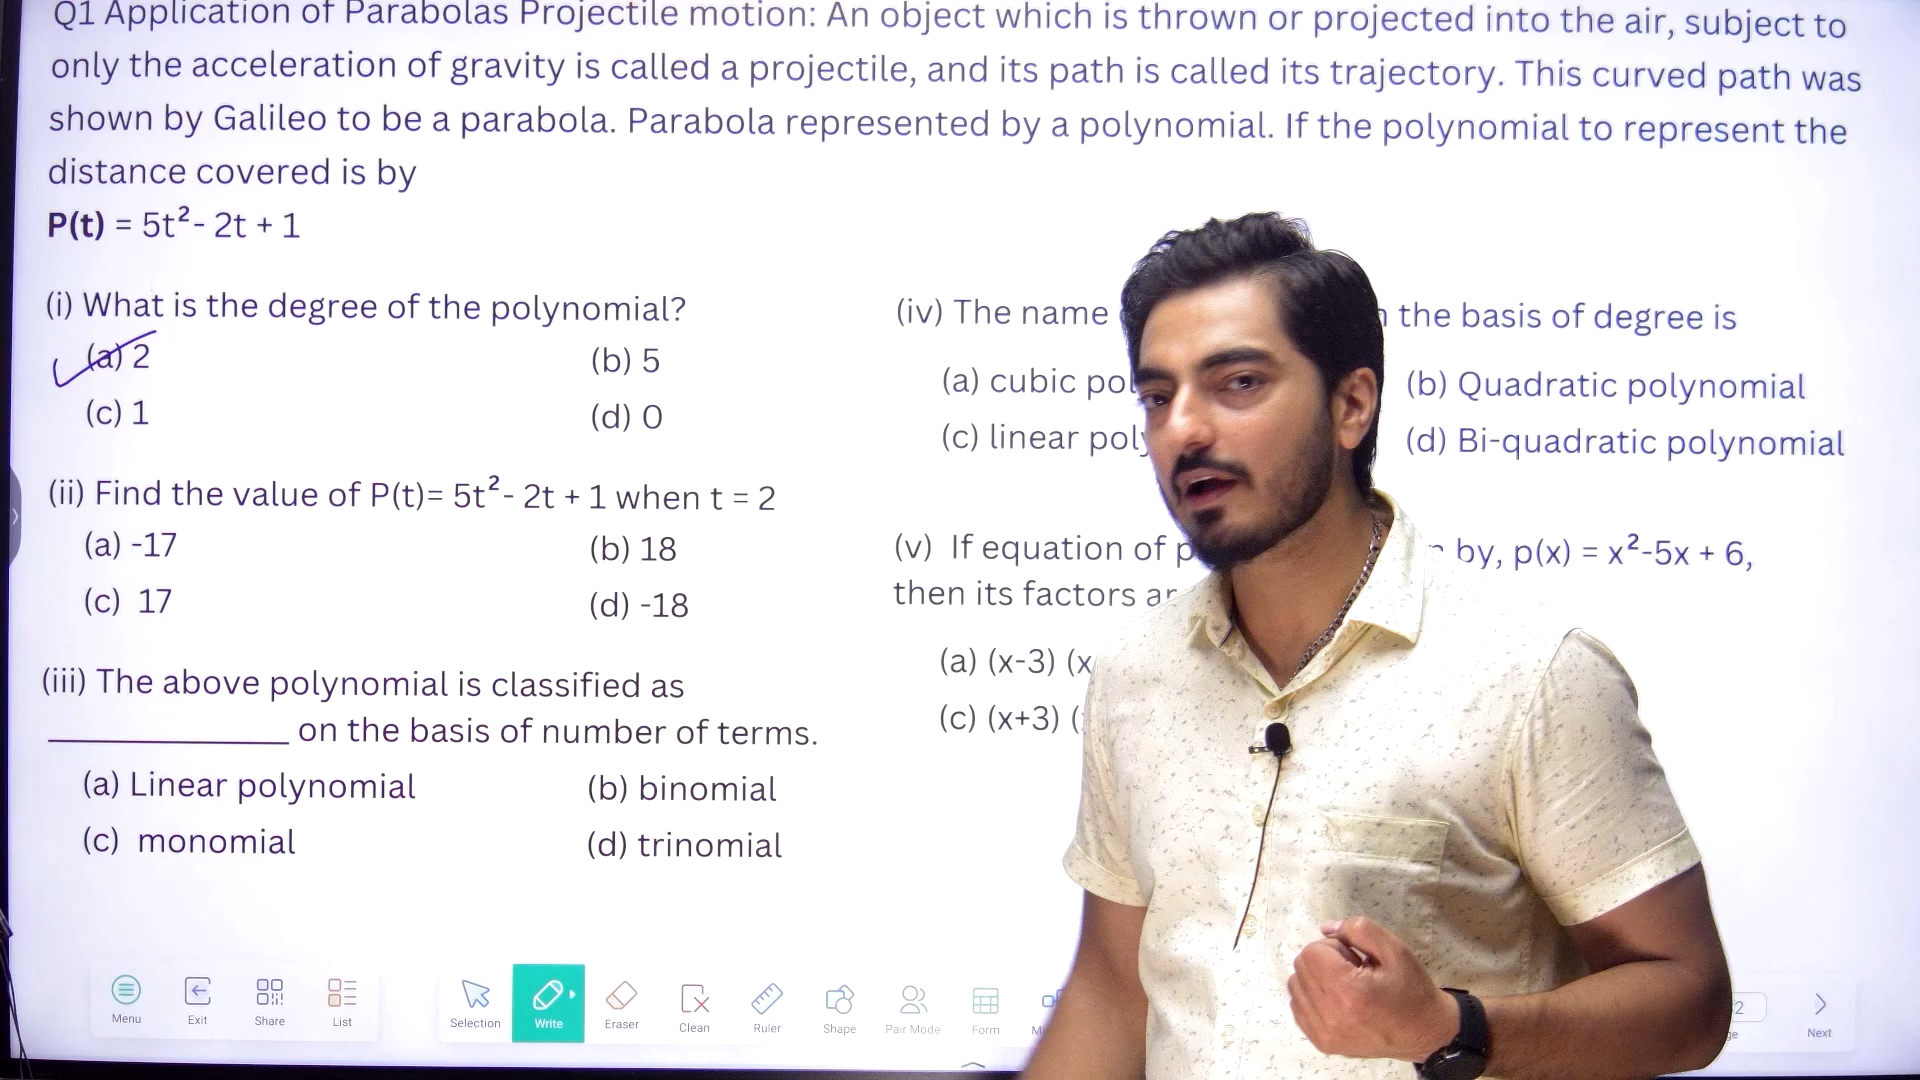 Q1 Application of Parabolas Projectile motion: An object which is thrown or projected into the air, subject to
only the acceleration of gravity is called a projectile, and its path is called its trajectory. This curved path was
shown by Galileo to be a parabola. Parabola represented by a polynomial. If the polynomial to represent the
distance covered is by
P(t) = 5t²- 2t + 1
(i) What is the degree of the polynomial?
(a) 2 (b) 5
(c) 1 (d) 0
(ii) Find the value of P(t)= 5t²- 2t + 1 when t = 2
(a) -17 (b) 18
(c) 17 (d) -18
(iii) The above polynomial is classified as
____________ on the basis of number of terms.
(a) Linear polynomial (b) binomial
(c) monomial (d) trinomial
(iv) The name the basis of degree is
(a) cubic (b) Quadratic polynomial
(c) linear (d) Bi-quadratic polynomial
(v) If equation of by, p(x) = x²-5x + 6,
then its factors
(a) (x-3) (x
(c) (x+3) (
Menu Exit Share List Selection Write Eraser Clean Ruler Shape Pair Mode Form 2 Next